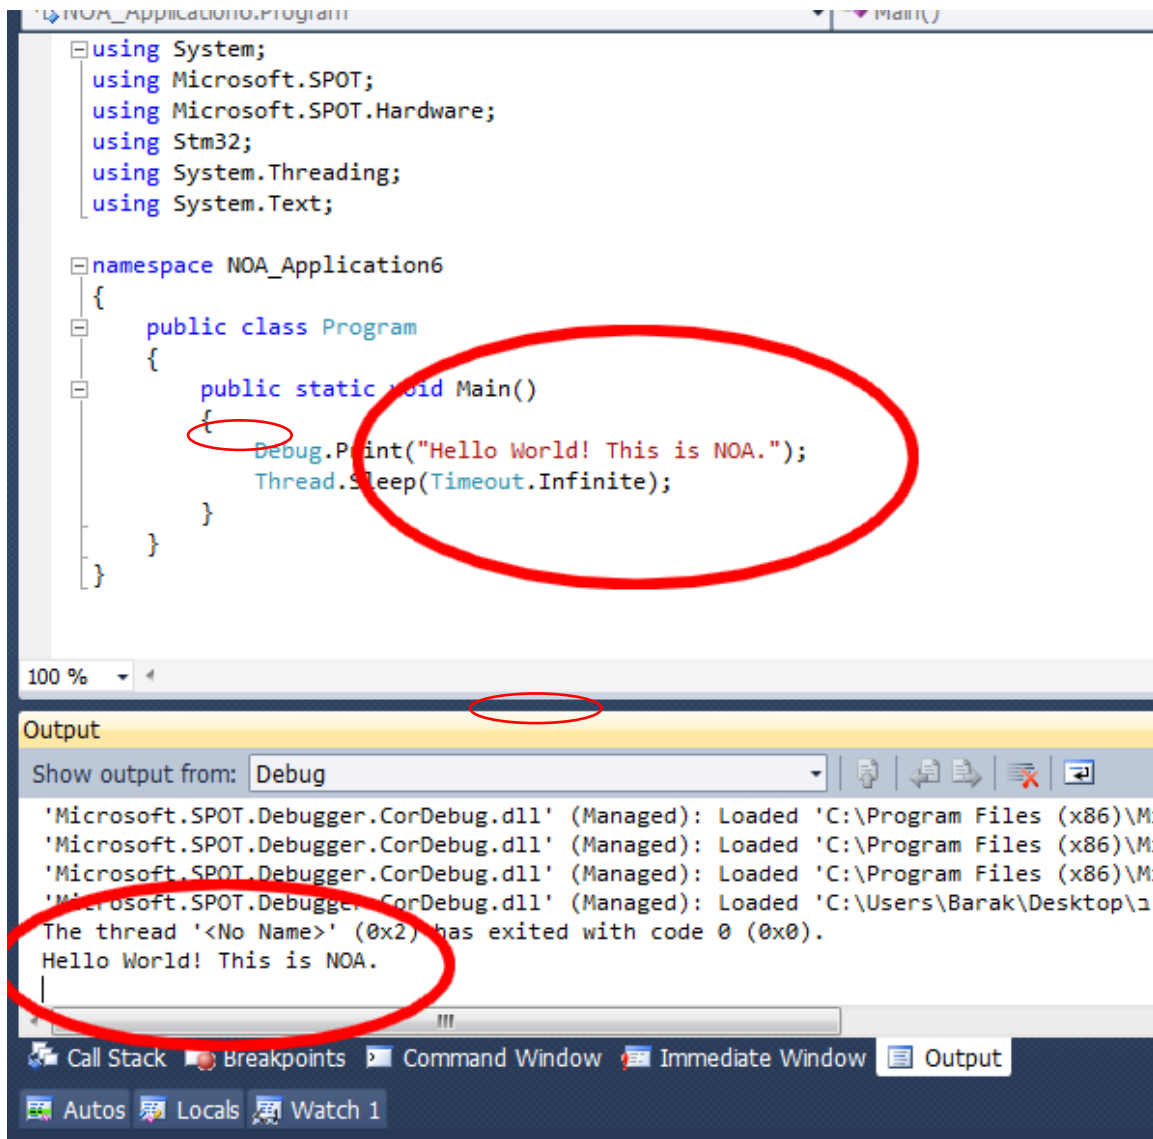 NOA_Application6.Program Main()
using System;
using Microsoft.SPOT;
using Microsoft.SPOT.Hardware;
using Stm32;
using System.Threading;
using System.Text;
namespace NOA_Application6
{
public class Program
{
public static void Main()
{
Debug.Print("Hello World! This is NOA.");
Thread.Sleep(Timeout.Infinite);
}
}
}
100 %
Output
Show output from: Debug
'Microsoft.SPOT.Debugger.CorDebug.dll' (Managed): Loaded 'C:\Program Files (x86)\Mi
'Microsoft.SPOT.Debugger.CorDebug.dll' (Managed): Loaded 'C:\Program Files (x86)\Mi
'Microsoft.SPOT.Debugger.CorDebug.dll' (Managed): Loaded 'C:\Program Files (x86)\Mi
'Microsoft.SPOT.Debugger.CorDebug.dll' (Managed): Loaded 'C:\Users\Barak\Desktop\ב
The thread '<No Name>' (0x2) has exited with code 0 (0x0).
Hello World! This is NOA.
Call Stack Breakpoints Command Window Immediate Window Output
Autos Locals Watch 1